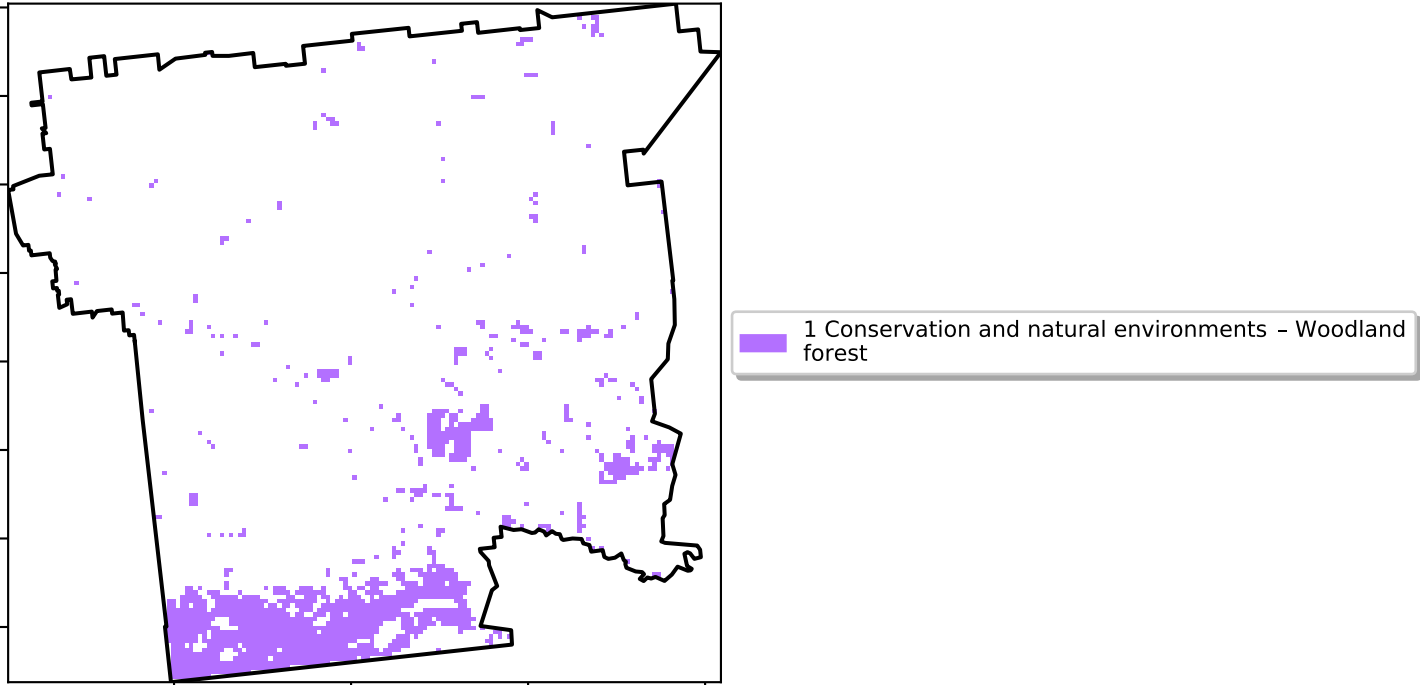 1 Conservation and natural environments – Woodland
forest